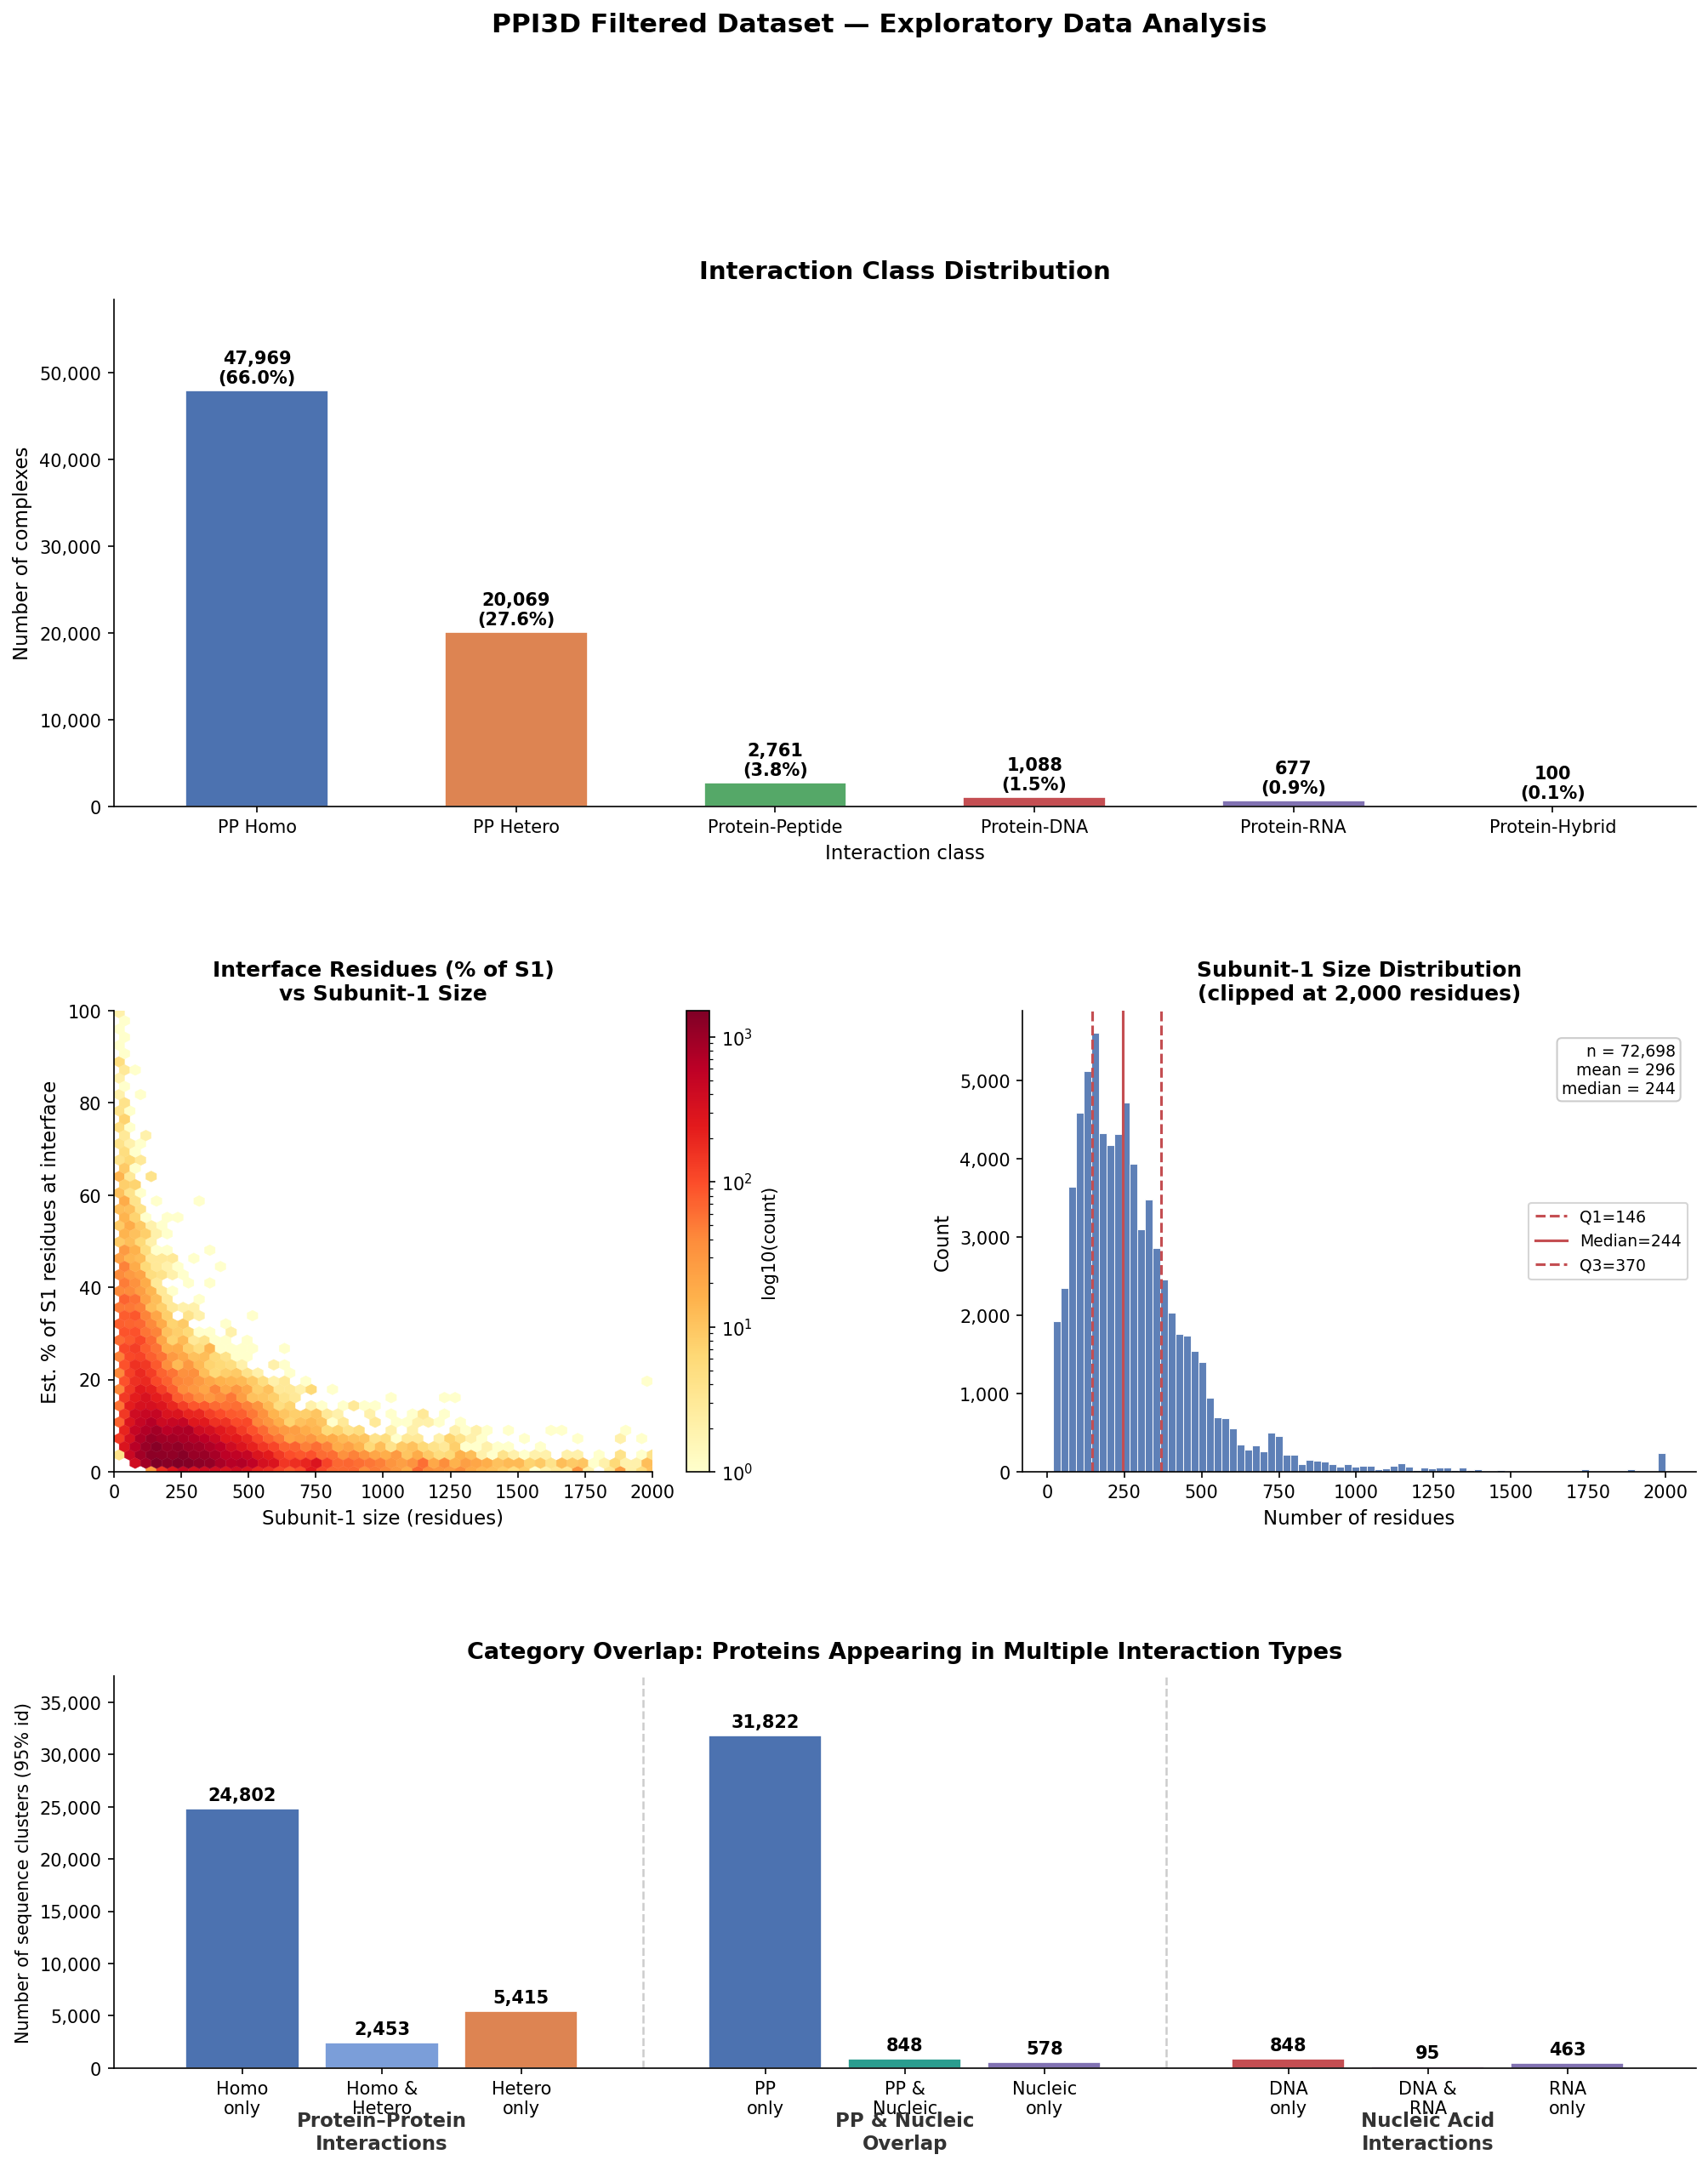 PPI3D Filtered Dataset — Exploratory Data Analysis
Interaction Class Distribution
Number of complexes
50,000
40,000
30,000
20,000
10,000
0
47,969
(66.0%)
20,069
(27.6%)
2,761
(3.8%)
1,088
(1.5%)
677
(0.9%)
100
(0.1%)
PP Homo
PP Hetero
Protein-Peptide
Protein-DNA
Protein-RNA
Protein-Hybrid
Interaction class
Interface Residues (% of S1)
vs Subunit-1 Size
Est. % of S1 residues at interface
100
80
60
40
20
0
0 250 500 750 1000 1250 1500 1750 2000
Subunit-1 size (residues)
10³
10²
10¹
10⁰
log10(count)
Subunit-1 Size Distribution
(clipped at 2,000 residues)
Count
5,000
4,000
3,000
2,000
1,000
0
n = 72,698
mean = 296
median = 244
Q1=146
Median=244
Q3=370
0 250 500 750 1000 1250 1500 1750 2000
Number of residues
Category Overlap: Proteins Appearing in Multiple Interaction Types
Number of sequence clusters (95% id)
35,000
30,000
25,000
20,000
15,000
10,000
5,000
0
24,802
2,453
5,415
31,822
848
578
848
95
463
Homo
only
Homo &
Hetero
Hetero
only
PP
only
PP &
Nucleic
Nucleic
only
DNA
only
DNA &
RNA
RNA
only
Protein–Protein
Interactions
PP & Nucleic
Overlap
Nucleic Acid
Interactions